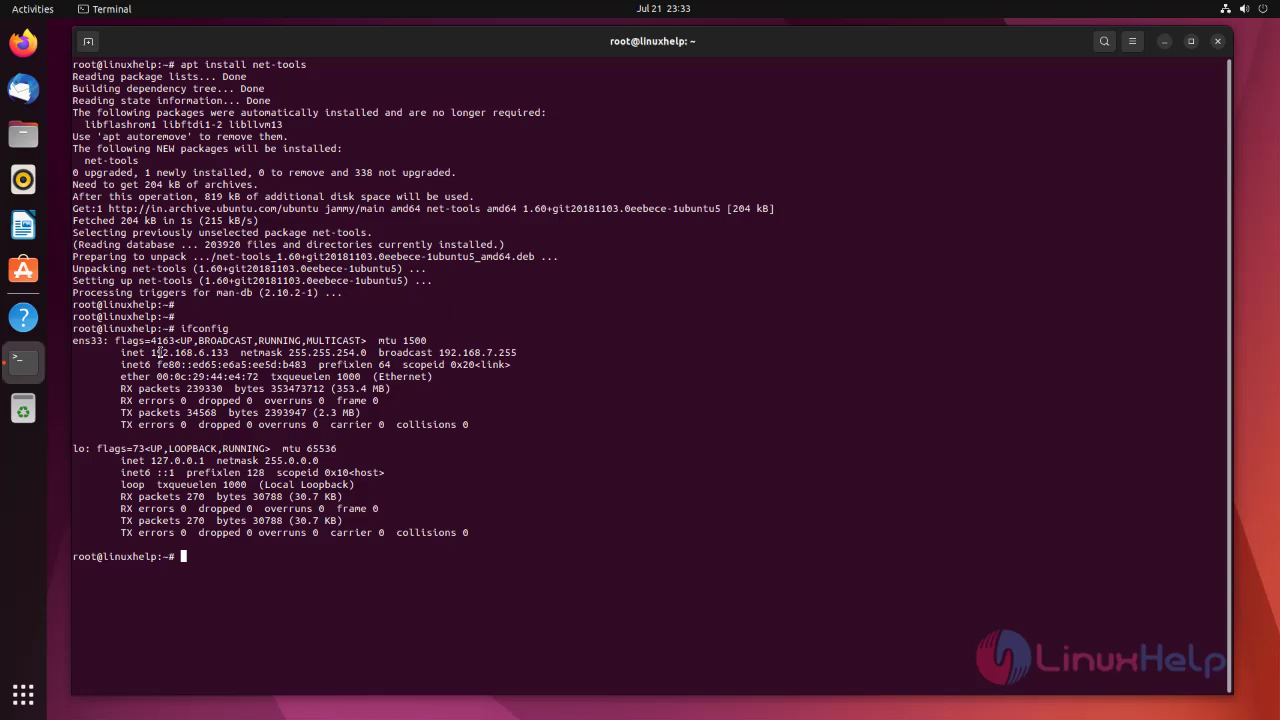 Activities Terminal Jul 21 23:33
root@linuxhelp: ~
root@linuxhelp:~# apt install net-tools
Reading package lists... Done
Building dependency tree... Done
Reading state information... Done
The following packages were automatically installed and are no longer required:
  libflashrom1 libftdi1-2 libllvm13
Use 'apt autoremove' to remove them.
The following NEW packages will be installed:
  net-tools
0 upgraded, 1 newly installed, 0 to remove and 338 not upgraded.
Need to get 204 kB of archives.
After this operation, 819 kB of additional disk space will be used.
Get:1 http://in.archive.ubuntu.com/ubuntu jammy/main amd64 net-tools amd64 1.60+git20181103.0eebece-1ubuntu5 [204 kB]
Fetched 204 kB in 1s (215 kB/s)
Selecting previously unselected package net-tools.
(Reading database ... 203920 files and directories currently installed.)
Preparing to unpack .../net-tools_1.60+git20181103.0eebece-1ubuntu5_amd64.deb ...
Unpacking net-tools (1.60+git20181103.0eebece-1ubuntu5) ...
Setting up net-tools (1.60+git20181103.0eebece-1ubuntu5) ...
Processing triggers for man-db (2.10.2-1) ...
root@linuxhelp:~#
root@linuxhelp:~#
root@linuxhelp:~# ifconfig
ens33: flags=4163<UP,BROADCAST,RUNNING,MULTICAST>  mtu 1500
        inet 192.168.6.133  netmask 255.255.254.0  broadcast 192.168.7.255
        inet6 fe80::ed65:e6a5:ee5d:b483  prefixlen 64  scopeid 0x20<link>
        ether 00:0c:29:44:e4:72  txqueuelen 1000  (Ethernet)
        RX packets 239330  bytes 353473712 (353.4 MB)
        RX errors 0  dropped 0  overruns 0  frame 0
        TX packets 34568  bytes 2393947 (2.3 MB)
        TX errors 0  dropped 0 overruns 0  carrier 0  collisions 0
lo: flags=73<UP,LOOPBACK,RUNNING>  mtu 65536
        inet 127.0.0.1  netmask 255.0.0.0
        inet6 ::1  prefixlen 128  scopeid 0x10<host>
        loop  txqueuelen 1000  (Local Loopback)
        RX packets 270  bytes 30788 (30.7 KB)
        RX errors 0  dropped 0  overruns 0  frame 0
        TX packets 270  bytes 30788 (30.7 KB)
        TX errors 0  dropped 0 overruns 0  carrier 0  collisions 0
root@linuxhelp:~#
LinuxHelp